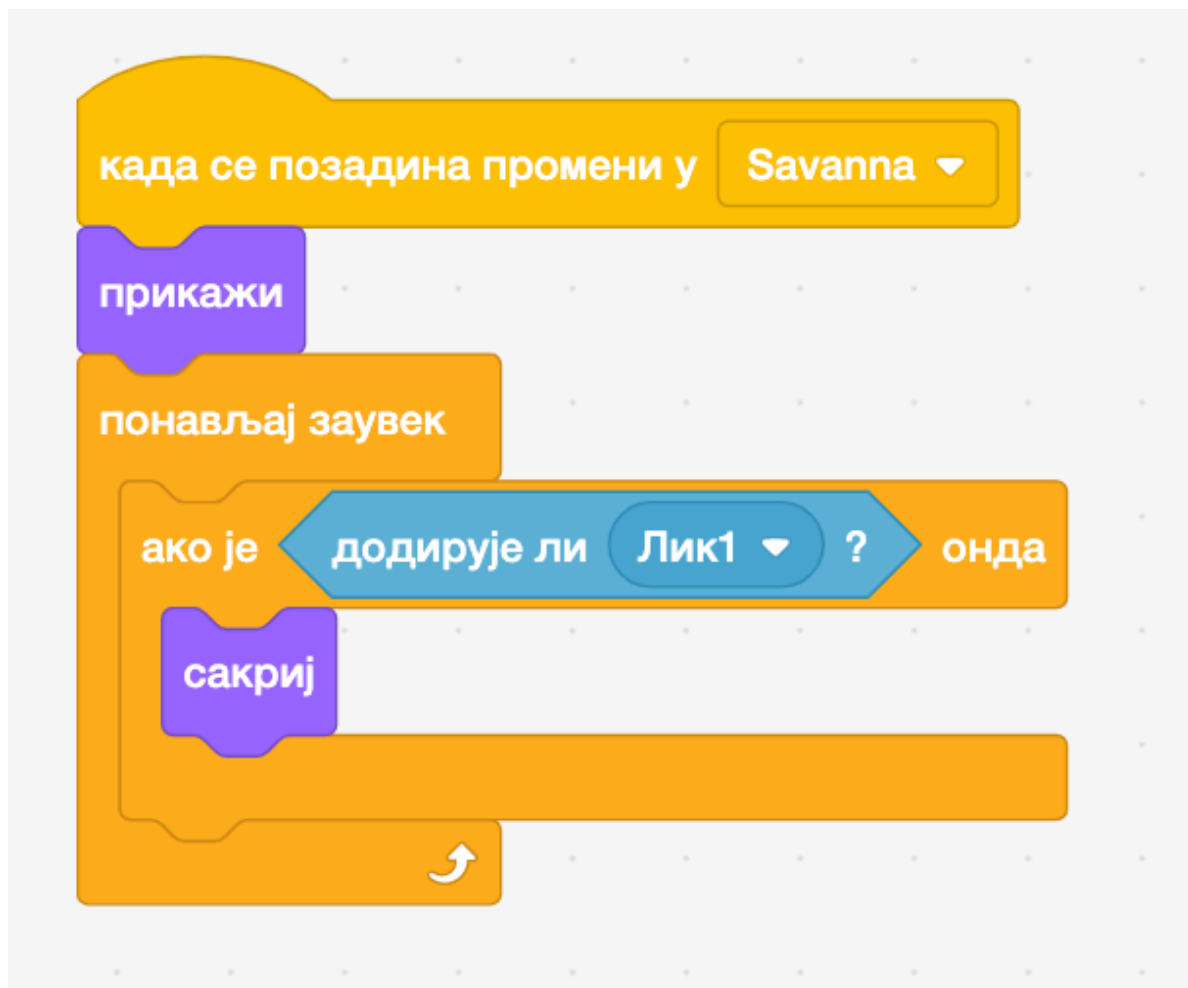 када се позадина промени у Savanna
прикажи
понављај заувек
ако је додирује ли Лик1 ? онда
сакриј